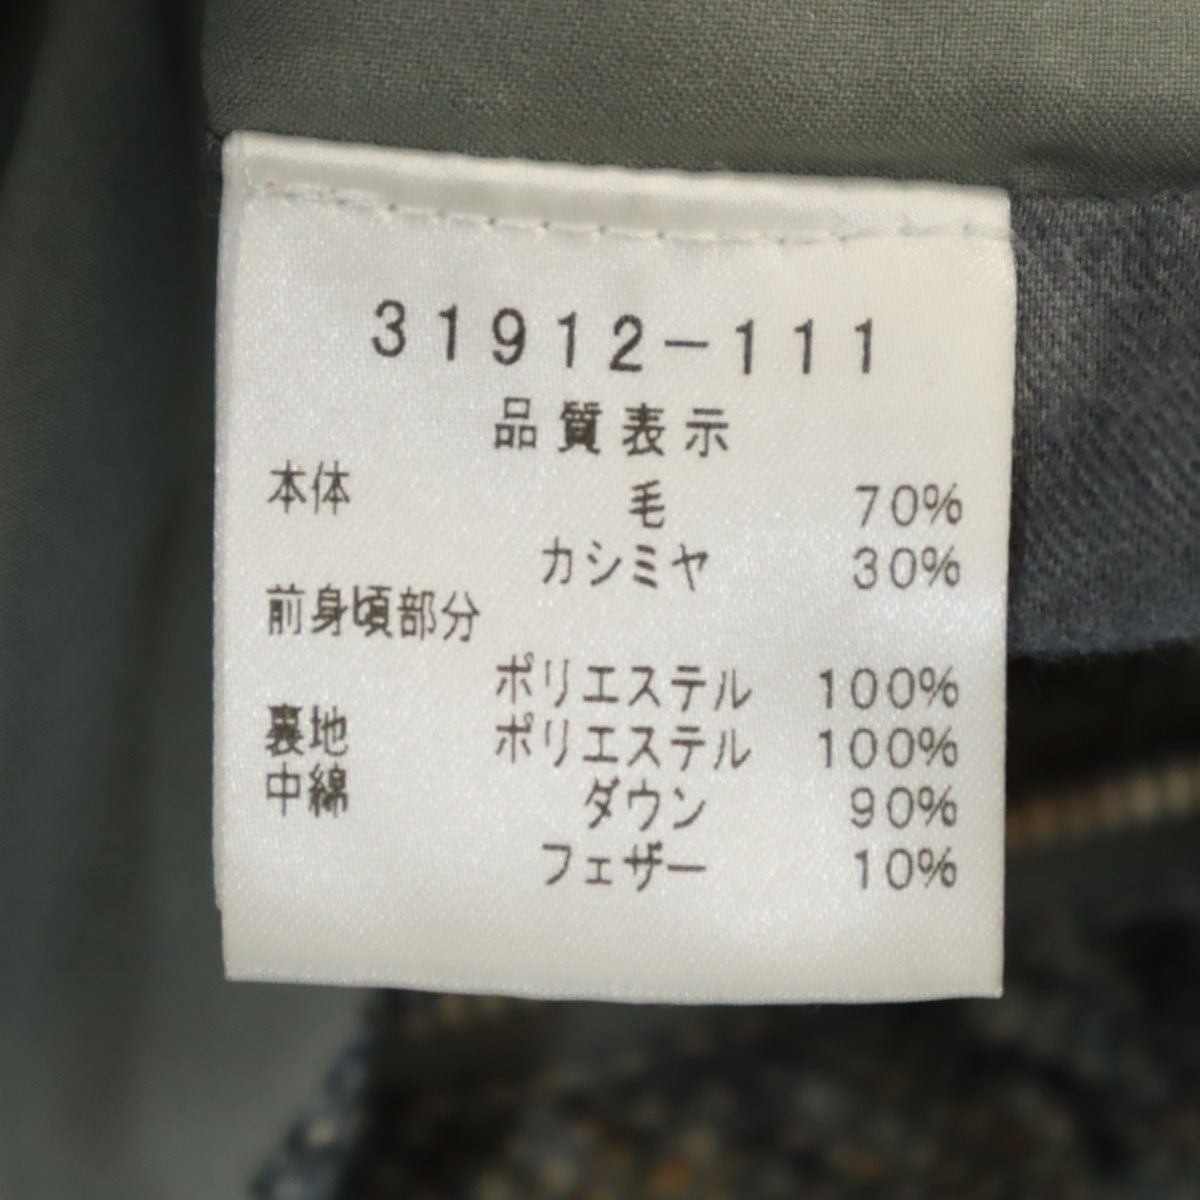 31912-111
品質表示
本体 毛 70%
カシミヤ 30%
前身頃部分
ポリエステル 100%
裏地 ポリエステル 100%
中綿 ダウン 90%
フェザー 10%